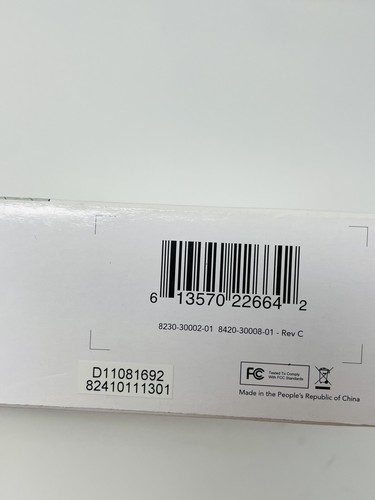 6 13570 22664 2
8230-30002-01 8420-30008-01 - Rev C
D11081692
82410111301
FC Tested To Comply
With FCC Standards
Made in the People's Republic of China